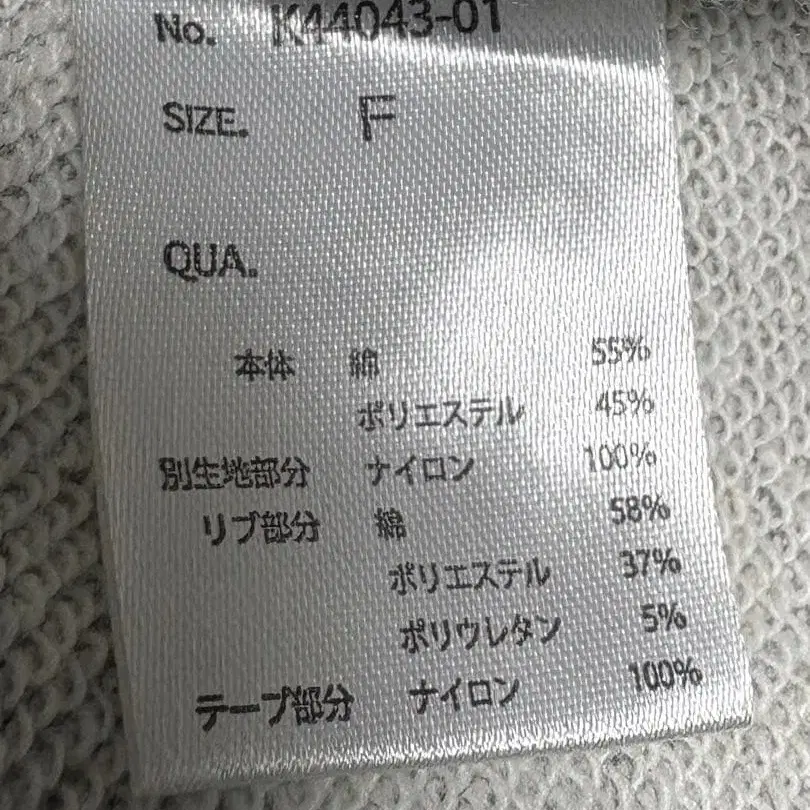 No. K44043-01
SIZE. F
QUA.
本体 綿 55%
ポリエステル 45%
別生地部分 ナイロン 100%
リブ部分 綿 58%
ポリエステル 37%
ポリウレタン 5%
テープ部分 ナイロン 100%